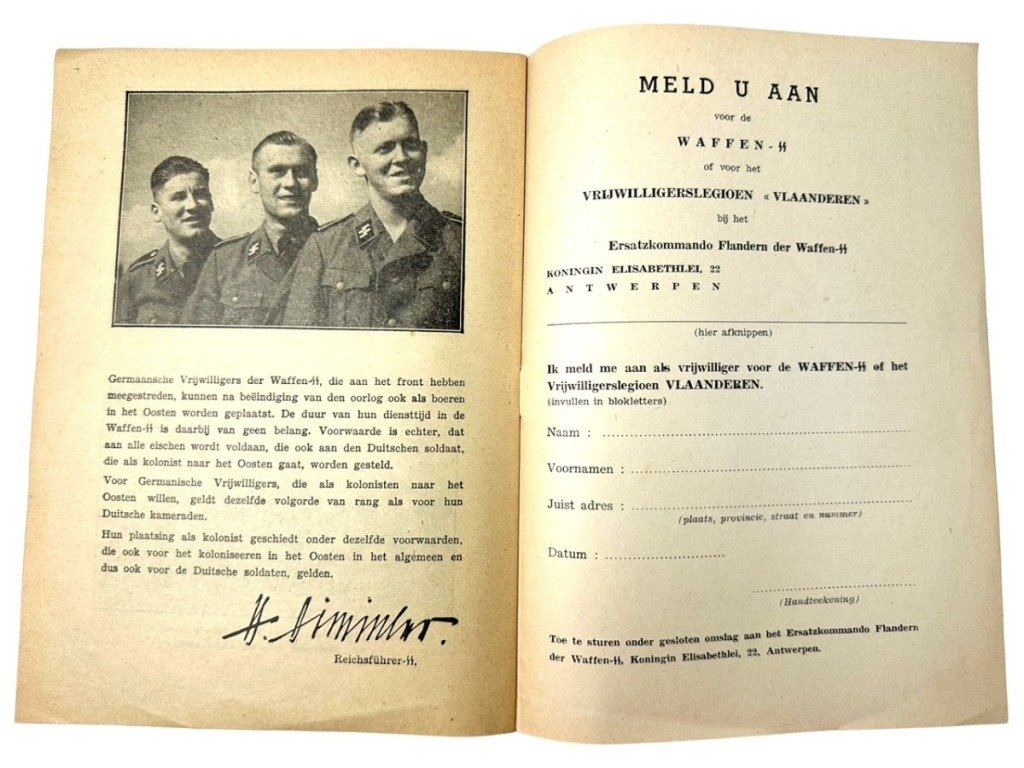 Germaansche Vrijwilligers der Waffen-ᛋᛋ, die aan het front hebben
meegestreden, kunnen na beëindiging van den oorlog ook als boeren
in het Oosten worden geplaatst. De duur van hun diensttijd in de
Waffen-ᛋᛋ is daarbij van geen belang. Voorwaarde is echter, dat
aan alle eischen wordt voldaan, die ook aan den Duitschen soldaat,
die als kolonist naar het Oosten gaat, worden gesteld.
Voor Germanische Vrijwilligers, die als kolonisten naar het
Oosten willen, geldt dezelfde volgorde van rang als voor hun
Duitsche kameraden.
Hun plaatsing als kolonist geschiedt onder dezelfde voorwaarden,
die ook voor het koloniseeren in het Oosten in het algemeen en
dus ook voor de Duitsche soldaten, gelden.
H. Himmler.
Reichsführer-ᛋᛋ.
MELD U AAN
voor de
WAFFEN-ᛋᛋ
of voor het
VRIJWILLIGERSLEGIOEN « VLAANDEREN »
bij het
Ersatzkommando Flandern der Waffen-ᛋᛋ
KONINGIN ELISABETHLEI, 22
ANTWERPEN
(hier afknippen)
Ik meld me aan als vrijwilliger voor de WAFFEN-ᛋᛋ of het
Vrijwilligerslegioen VLAANDEREN.
(invullen in blokletters)
Naam :
Voornamen :
Juist adres :
(plaats, provincie, straat en nummer)
Datum :
(Handteekening)
Toe te sturen onder gesloten omslag aan het Ersatzkommando Flandern
der Waffen-ᛋᛋ, Koningin Elisabethlei, 22, Antwerpen.